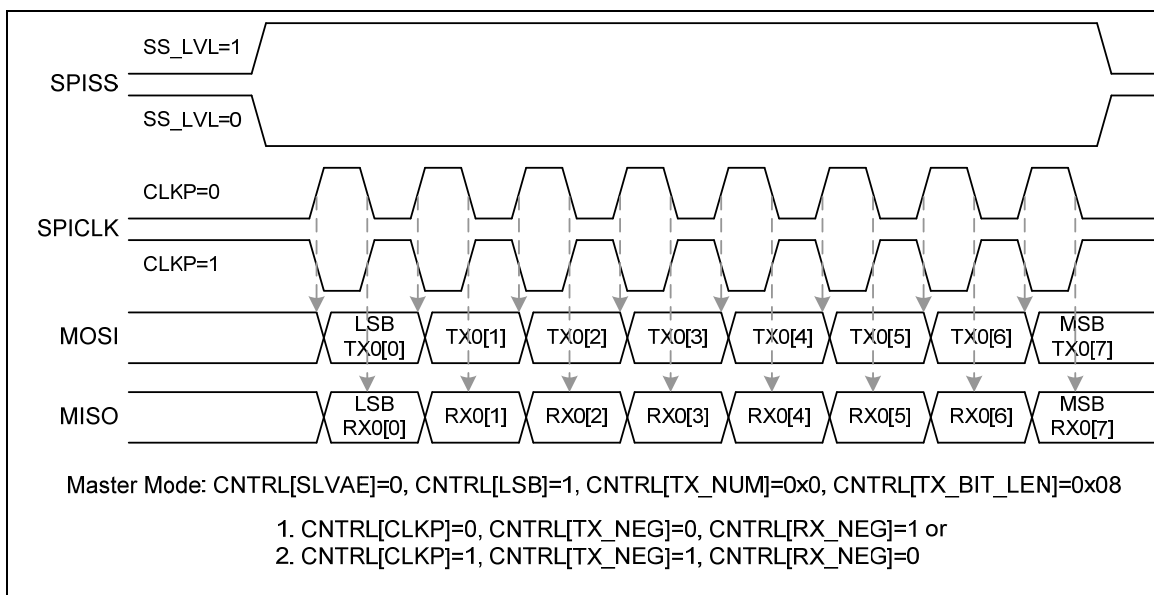 SS_LVL=1
SPISS
SS_LVL=0
CLKP=0
SPICLK
CLKP=1
MOSI
LSB
TX0[0]
TX0[1]
TX0[2]
TX0[3]
TX0[4]
TX0[5]
TX0[6]
MSB
TX0[7]
MISO
LSB
RX0[0]
RX0[1]
RX0[2]
RX0[3]
RX0[4]
RX0[5]
RX0[6]
MSB
RX0[7]
Master Mode: CNTRL[SLVAE]=0, CNTRL[LSB]=1, CNTRL[TX_NUM]=0x0, CNTRL[TX_BIT_LEN]=0x08
1. CNTRL[CLKP]=0, CNTRL[TX_NEG]=0, CNTRL[RX_NEG]=1 or
2. CNTRL[CLKP]=1, CNTRL[TX_NEG]=1, CNTRL[RX_NEG]=0